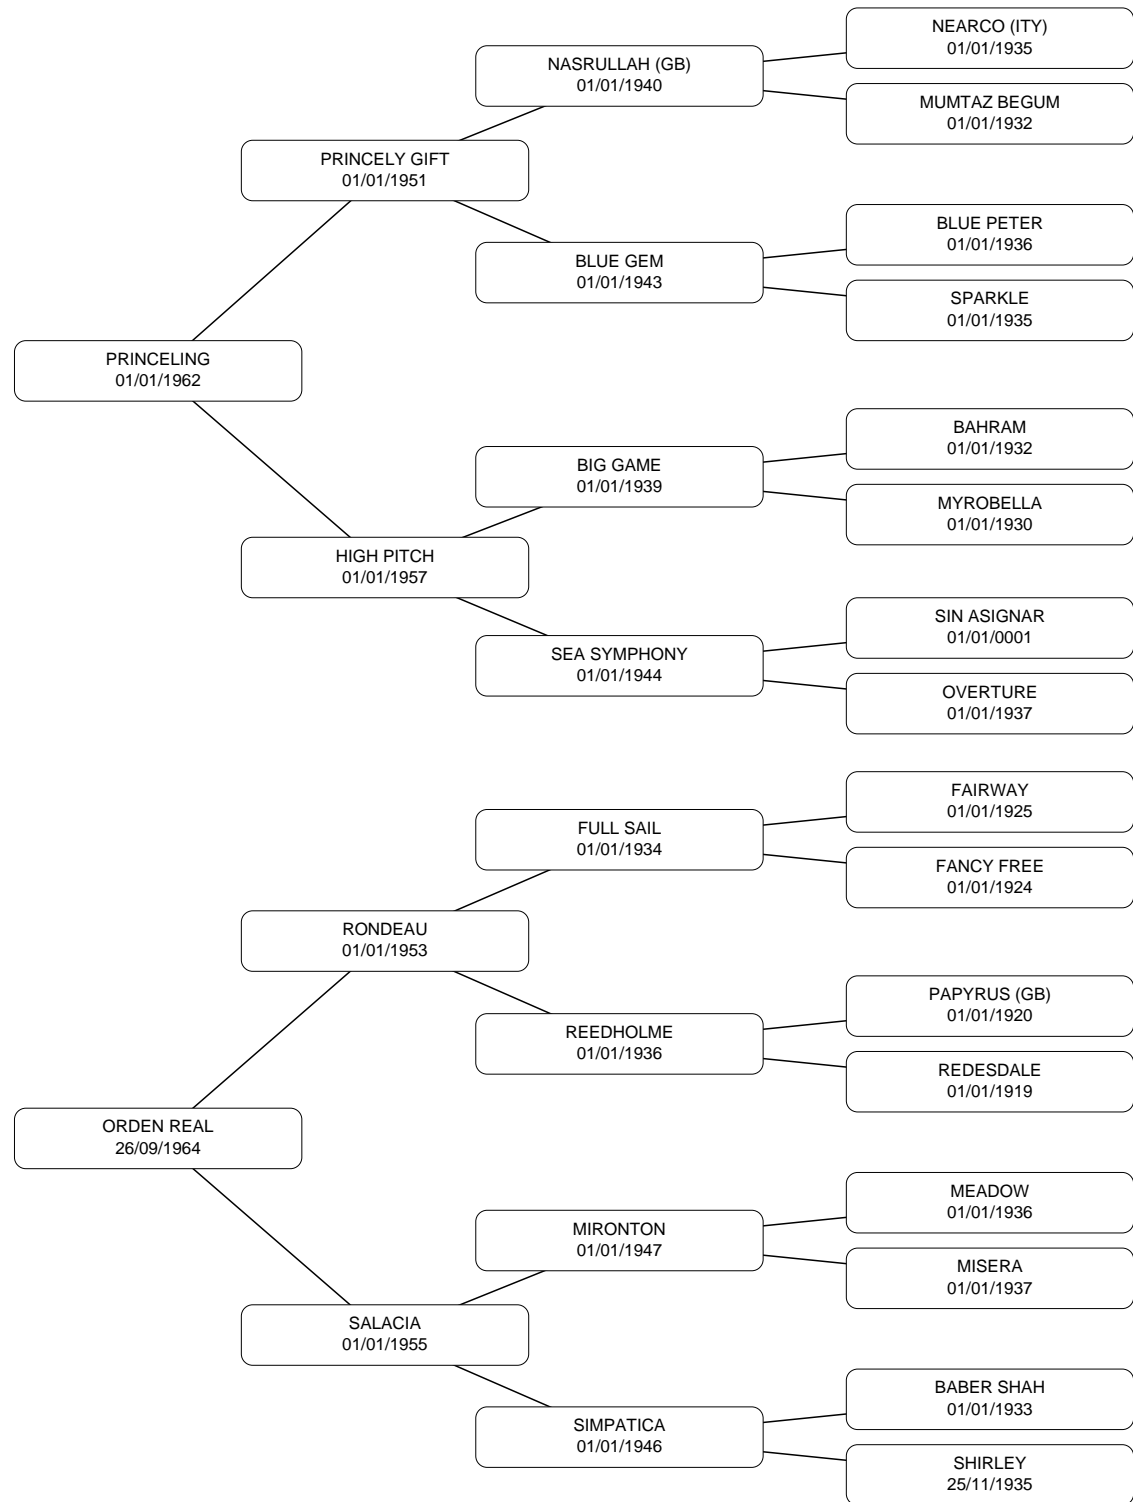 NEARCO (ITY)
01/01/1935
NASRULLAH (GB)
01/01/1940
MUMTAZ BEGUM
01/01/1932
PRINCELY GIFT
01/01/1951
BLUE PETER
01/01/1936
BLUE GEM
01/01/1943
SPARKLE
01/01/1935
PRINCELING
01/01/1962
BAHRAM
01/01/1932
BIG GAME
01/01/1939
MYROBELLA
01/01/1930
HIGH PITCH
01/01/1957
SIN ASIGNAR
01/01/0001
SEA SYMPHONY
01/01/1944
OVERTURE
01/01/1937
FAIRWAY
01/01/1925
FULL SAIL
01/01/1934
FANCY FREE
01/01/1924
RONDEAU
01/01/1953
PAPYRUS (GB)
01/01/1920
REEDHOLME
01/01/1936
REDESDALE
01/01/1919
ORDEN REAL
26/09/1964
MEADOW
01/01/1936
MIRONTON
01/01/1947
MISERA
01/01/1937
SALACIA
01/01/1955
BABER SHAH
01/01/1933
SIMPATICA
01/01/1946
SHIRLEY
25/11/1935